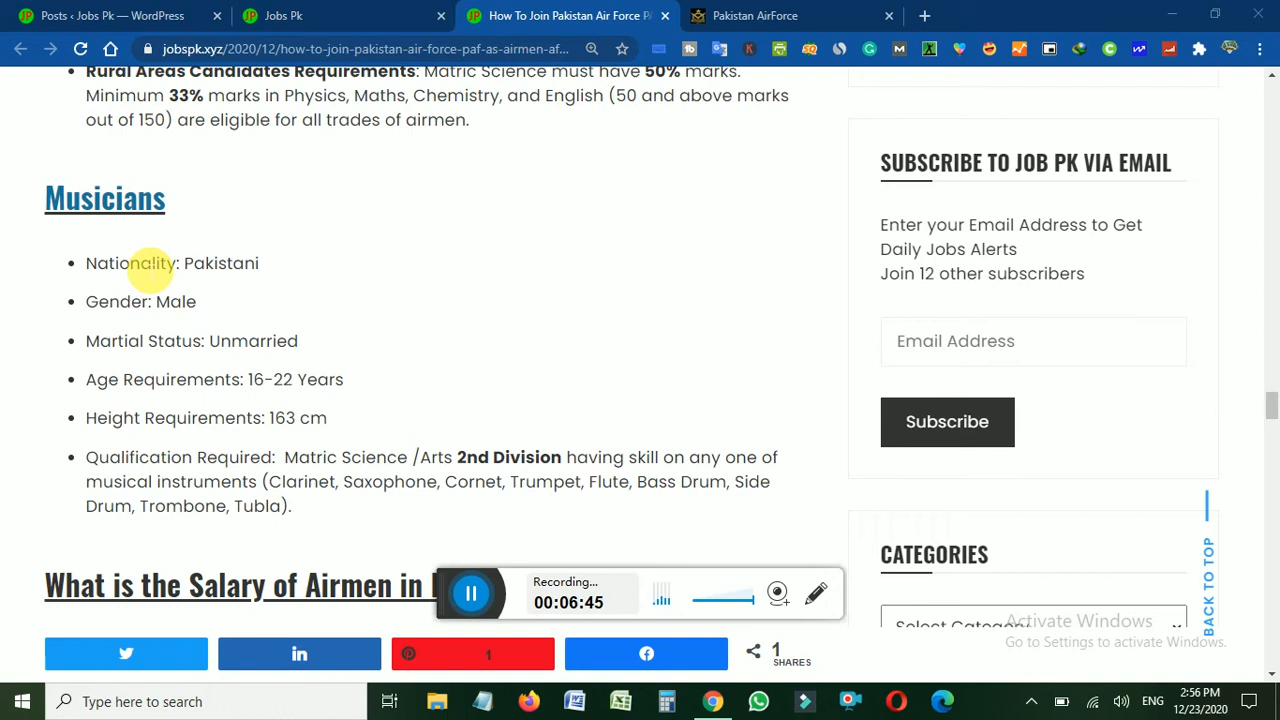 Posts ‹ Jobs Pk — WordPress
Jobs Pk
How To Join Pakistan Air Force PA
Pakistan AirForce
jobspk.xyz/2020/12/how-to-join-pakistan-air-force-paf-as-airmen-af...
Rural Areas Candidates Requirements: Matric Science must have 50% marks.
Minimum 33% marks in Physics, Maths, Chemistry, and English (50 and above marks
out of 150) are eligible for all trades of airmen.
Musicians
Nationality: Pakistani
Gender: Male
Martial Status: Unmarried
Age Requirements: 16-22 Years
Height Requirements: 163 cm
Qualification Required: Matric Science /Arts 2nd Division having skill on any one of
musical instruments (Clarinet, Saxophone, Cornet, Trumpet, Flute, Bass Drum, Side
Drum, Trombone, Tubla).
What is the Salary of Airmen in
SUBSCRIBE TO JOB PK VIA EMAIL
Enter your Email Address to Get
Daily Jobs Alerts
Join 12 other subscribers
Email Address
Subscribe
CATEGORIES
Select Category
BACK TO TOP
Activate Windows
Go to Settings to activate Windows.
Recording...
00:06:45
1
1
SHARES
Type here to search
ENG
2:56 PM
12/23/2020